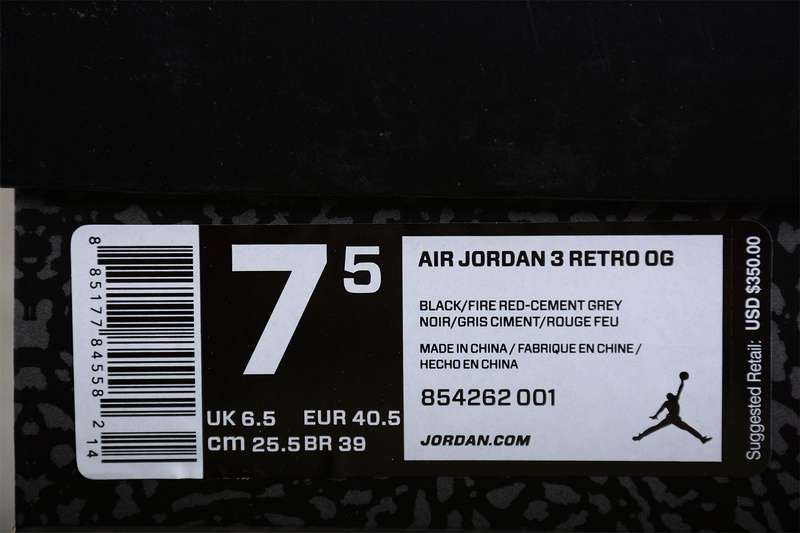 8 85177 84558 2 14
7 5
UK 6.5 EUR 40.5
cm 25.5 BR 39
AIR JORDAN 3 RETRO OG
BLACK/FIRE RED-CEMENT GREY
NOIR/GRIS CIMENT/ROUGE FEU
MADE IN CHINA / FABRIQUE EN CHINE /
HECHO EN CHINA
854262 001
JORDAN.COM
Suggested Retail: USD $350.00